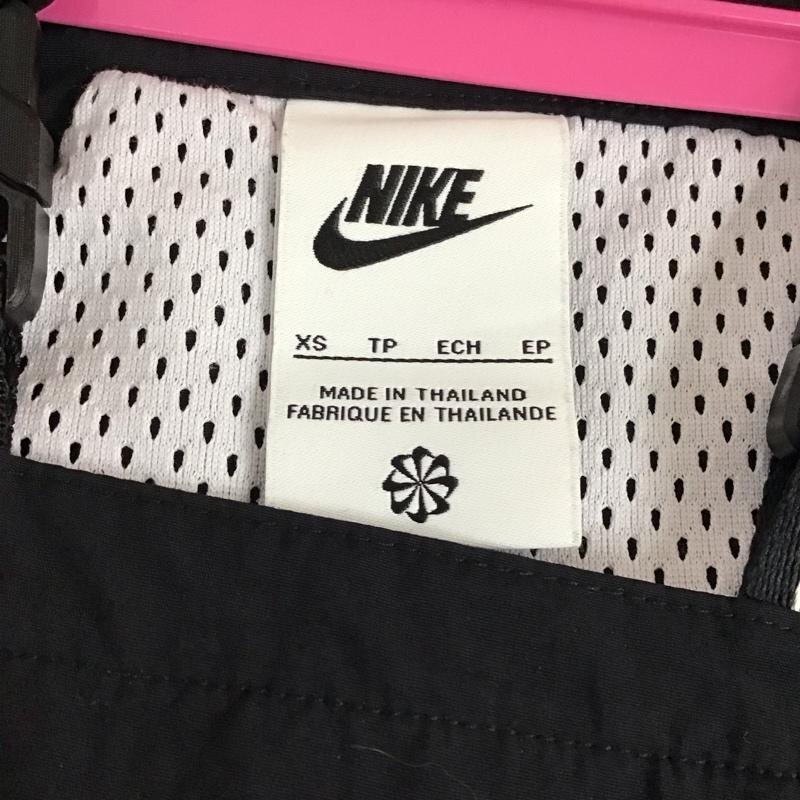 NIKE
XS TP ECH EP
MADE IN THAILAND
FABRIQUE EN THAILANDE